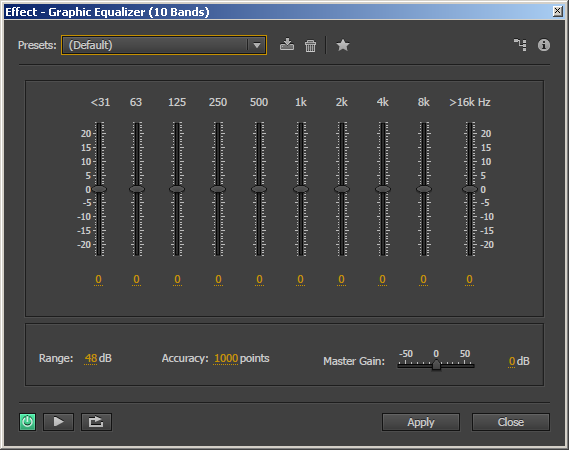 Effect - Graphic Equalizer (10 Bands)
Presets: (Default)
<31 63 125 250 500 1k 2k 4k 8k >16k Hz
20 20
15 15
10 10
5 5
0 0
-5 -5
-10 -10
-15 -15
-20 -20
0 0 0 0 0 0 0 0 0 0
-50 0 50
Range: 48 dB Accuracy: 1000 points Master Gain: 0 dB
Apply Close